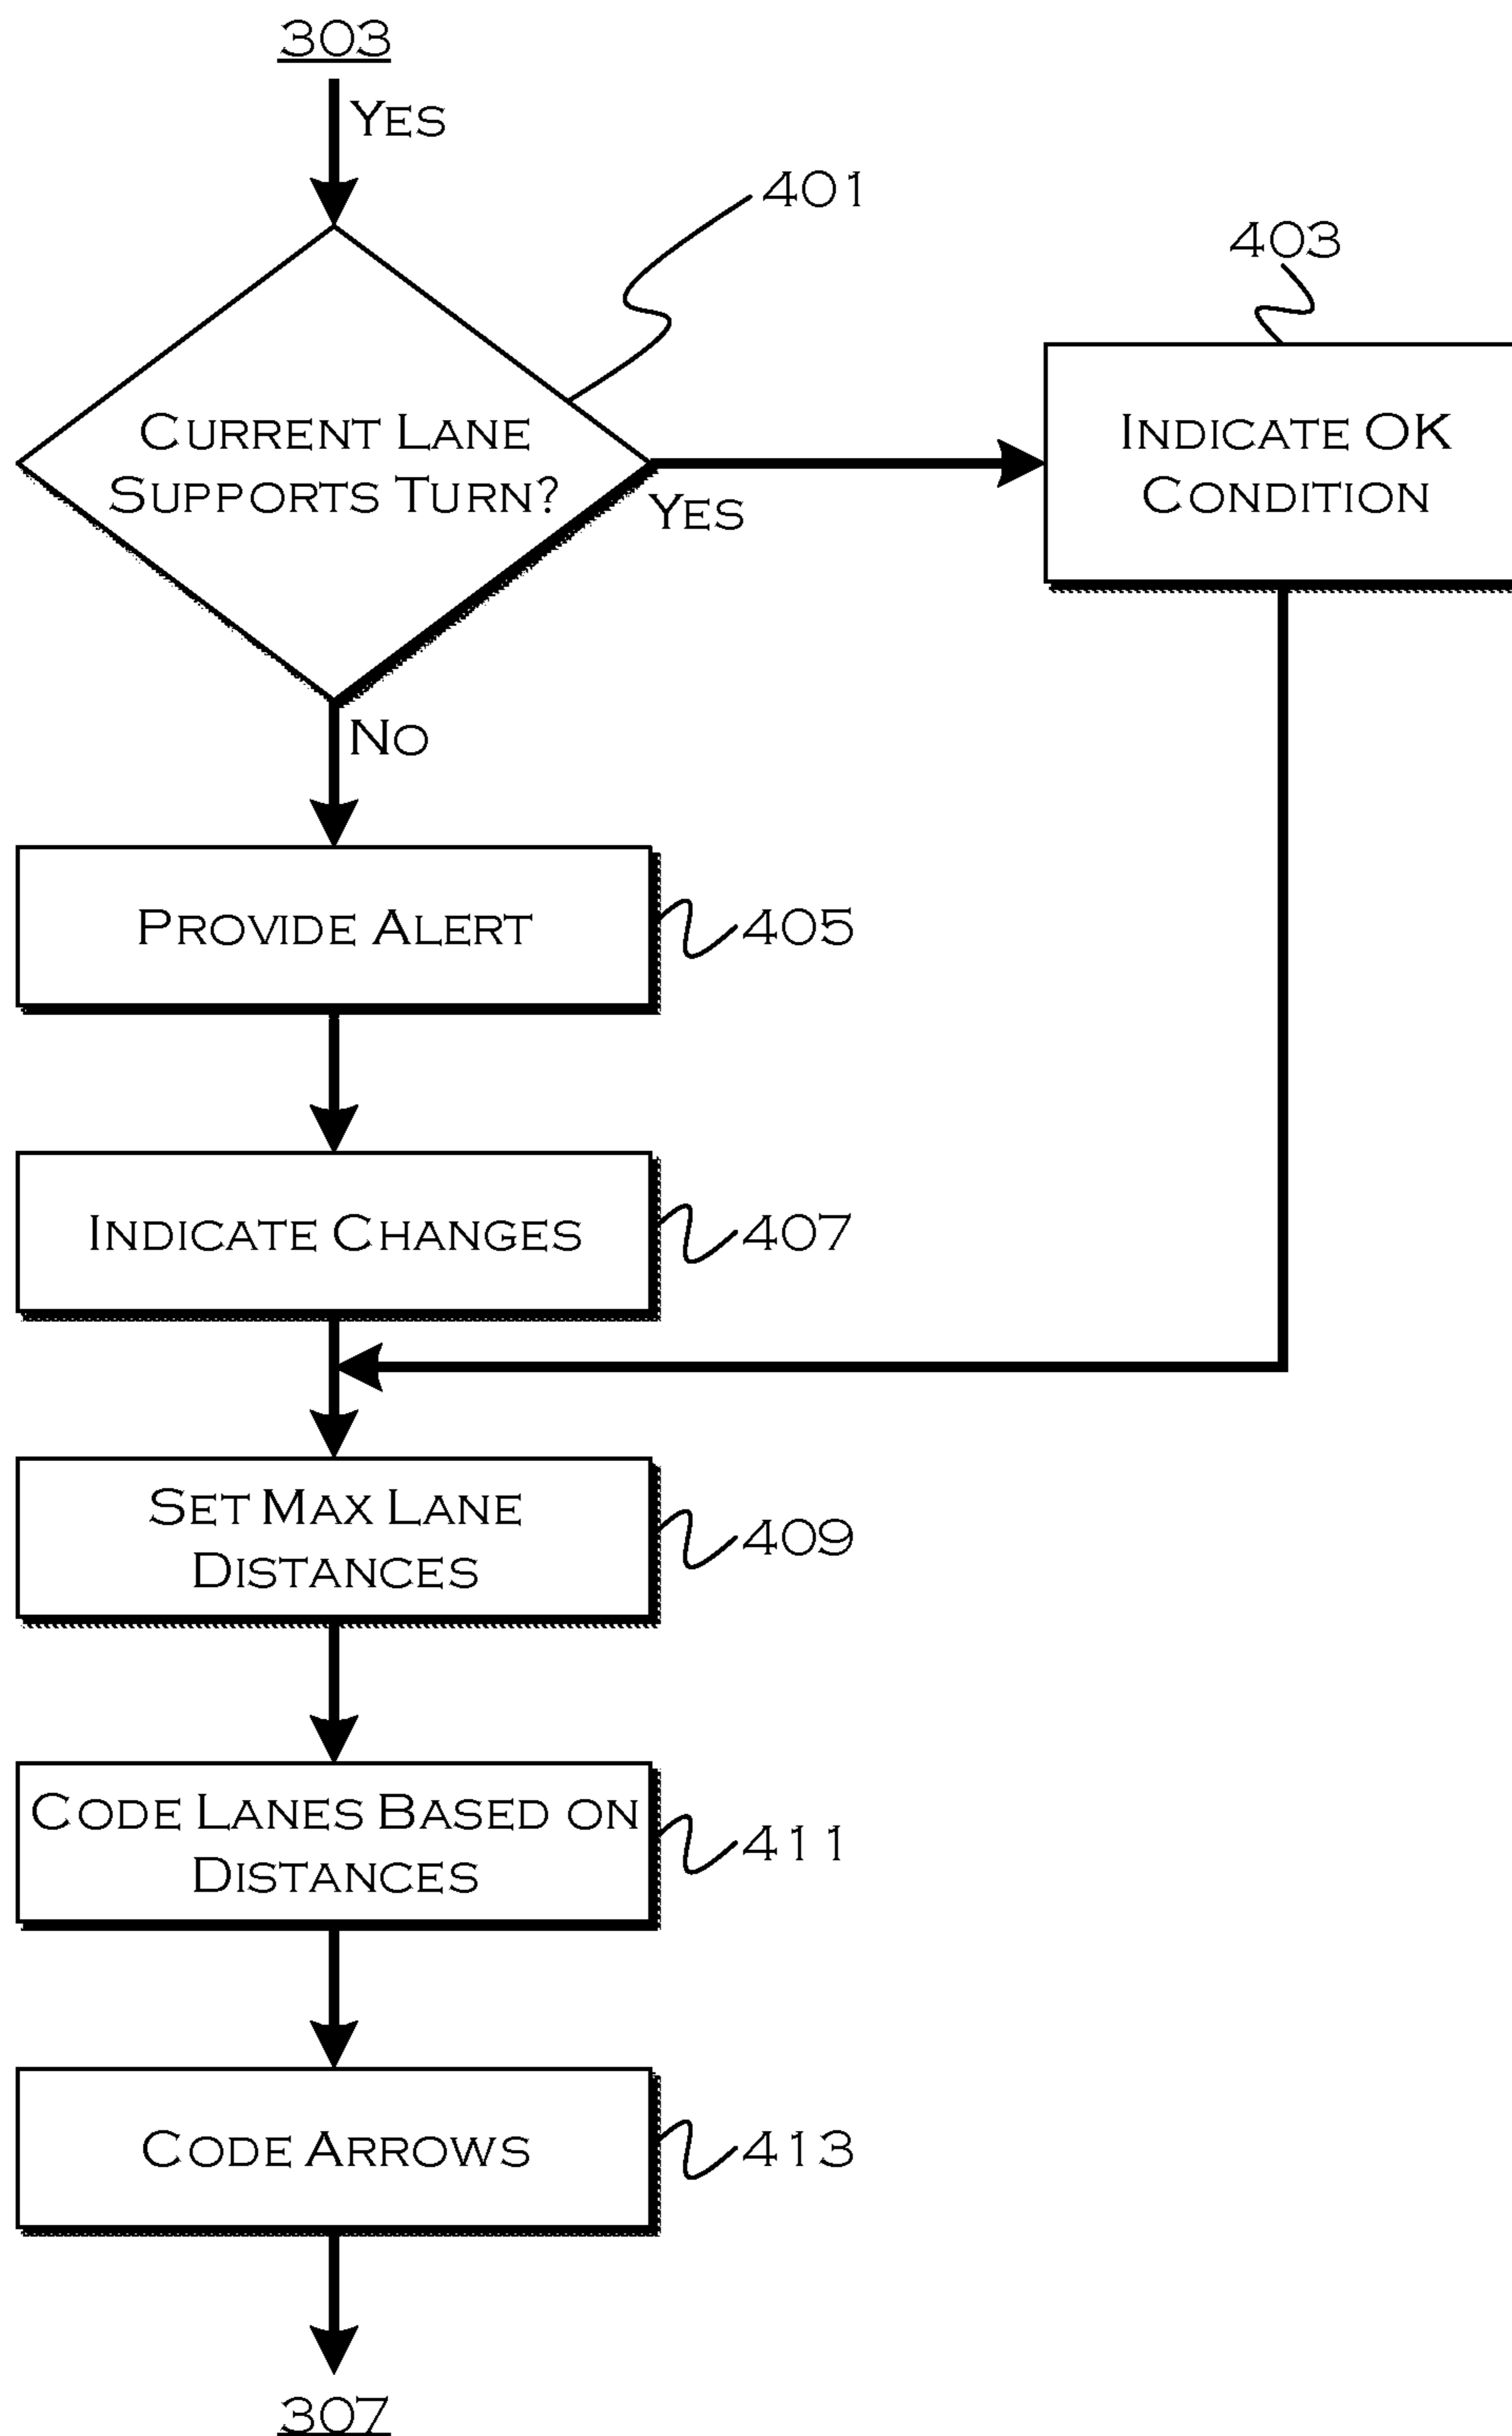 303
YES
401
403
CURRENT LANE
SUPPORTS TURN?
INDICATE OK
CONDITION
YES
NO
PROVIDE ALERT
405
INDICATE CHANGES
407
SET MAX LANE
DISTANCES
409
CODE LANES BASED ON
DISTANCES
411
CODE ARROWS
413
307